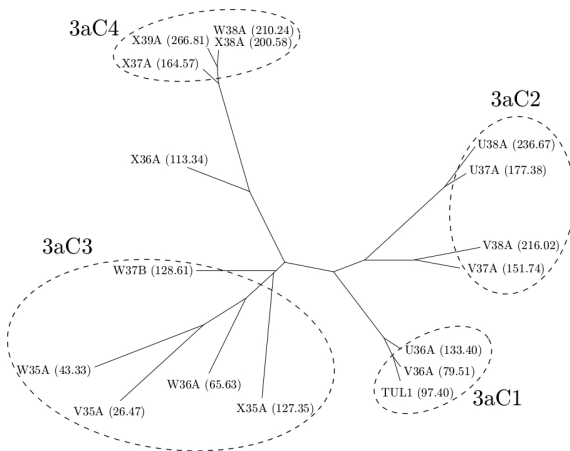 3aC4
W38A (210.24)
X39A (266.81)
X38A (200.58)
X37A (164.57)
3aC2
U38A (236.67)
U37A (177.38)
X36A (113.34)
3aC3
V38A (216.02)
W37B (128.61)
V37A (151.74)
U36A (133.40)
W35A (43.33)
V36A (79.51)
W36A (65.63)
TUL1 (97.40)
3aC1
V35A (26.47)
X35A (127.35)